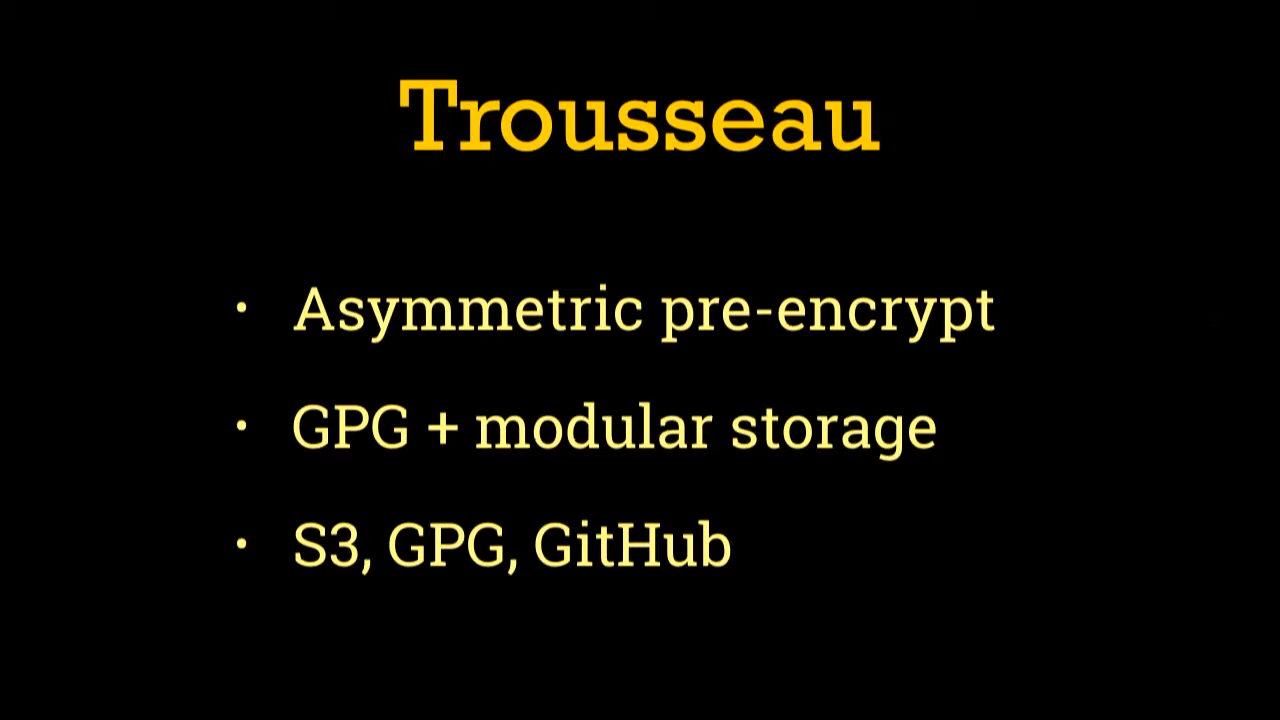 Trousseau
• Asymmetric pre-encrypt
• GPG + modular storage
• S3, GPG, GitHub